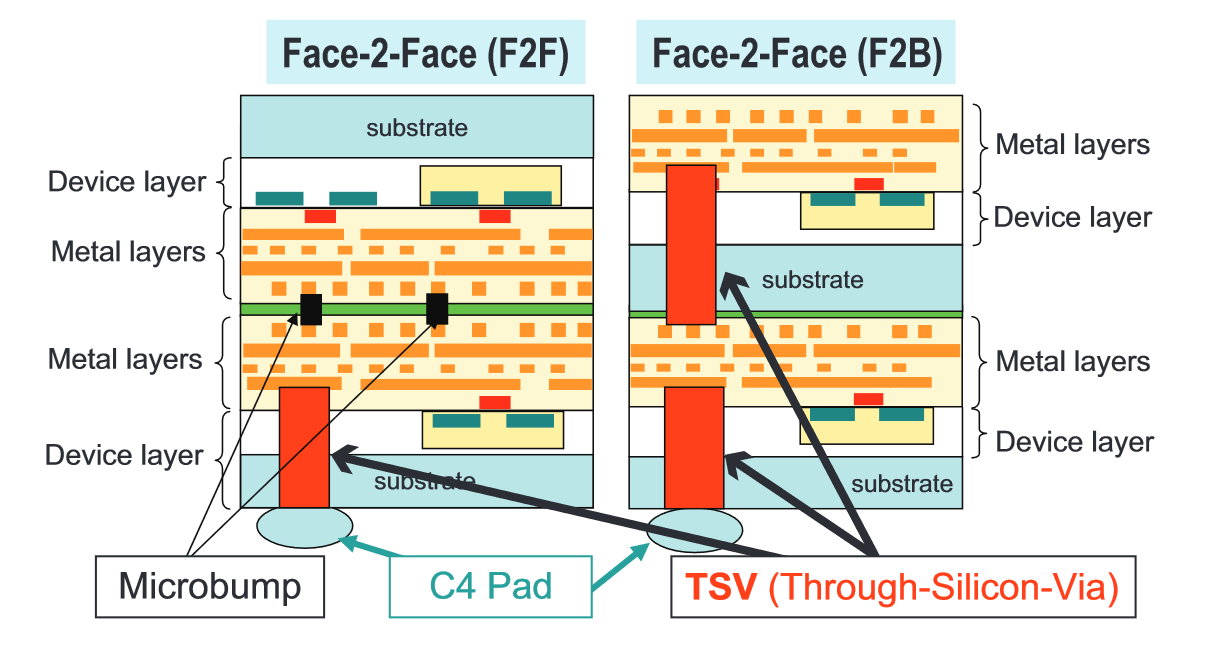 Face-2-Face (F2F)
Face-2-Face (F2B)
substrate
Device layer
Metal layers
Metal layers
Device layer
substrate
Metal layers
Device layer
substrate
Metal layers
Device layer
substrate
Microbump
C4 Pad
TSV (Through-Silicon-Via)